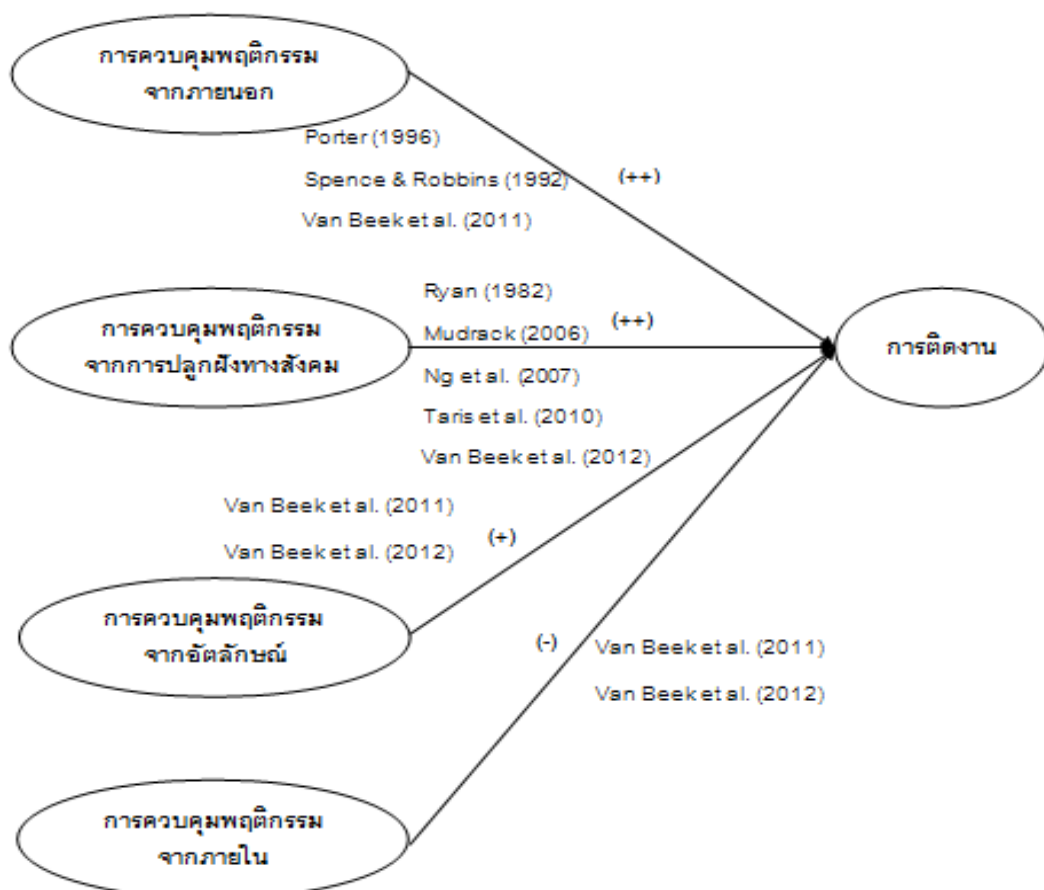 การควบคุมพฤติกรรม
จากภายนอก
Porter (1996)
Spence & Robbins (1992)
(++)
Van Beek et al. (2011)
Ryan (1982)
การควบคุมพฤติกรรม
จากการปลูกฝังทางสังคม
Mudrack (2006)
(++)
การติดงาน
Ng et al. (2007)
Taris et al. (2010)
Van Beek et al. (2012)
Van Beek et al. (2011)
Van Beek et al. (2012)
(+)
การควบคุมพฤติกรรม
จากอัตลักษณ์
(-)
Van Beek et al. (2011)
Van Beek et al. (2012)
การควบคุมพฤติกรรม
จากภายใน